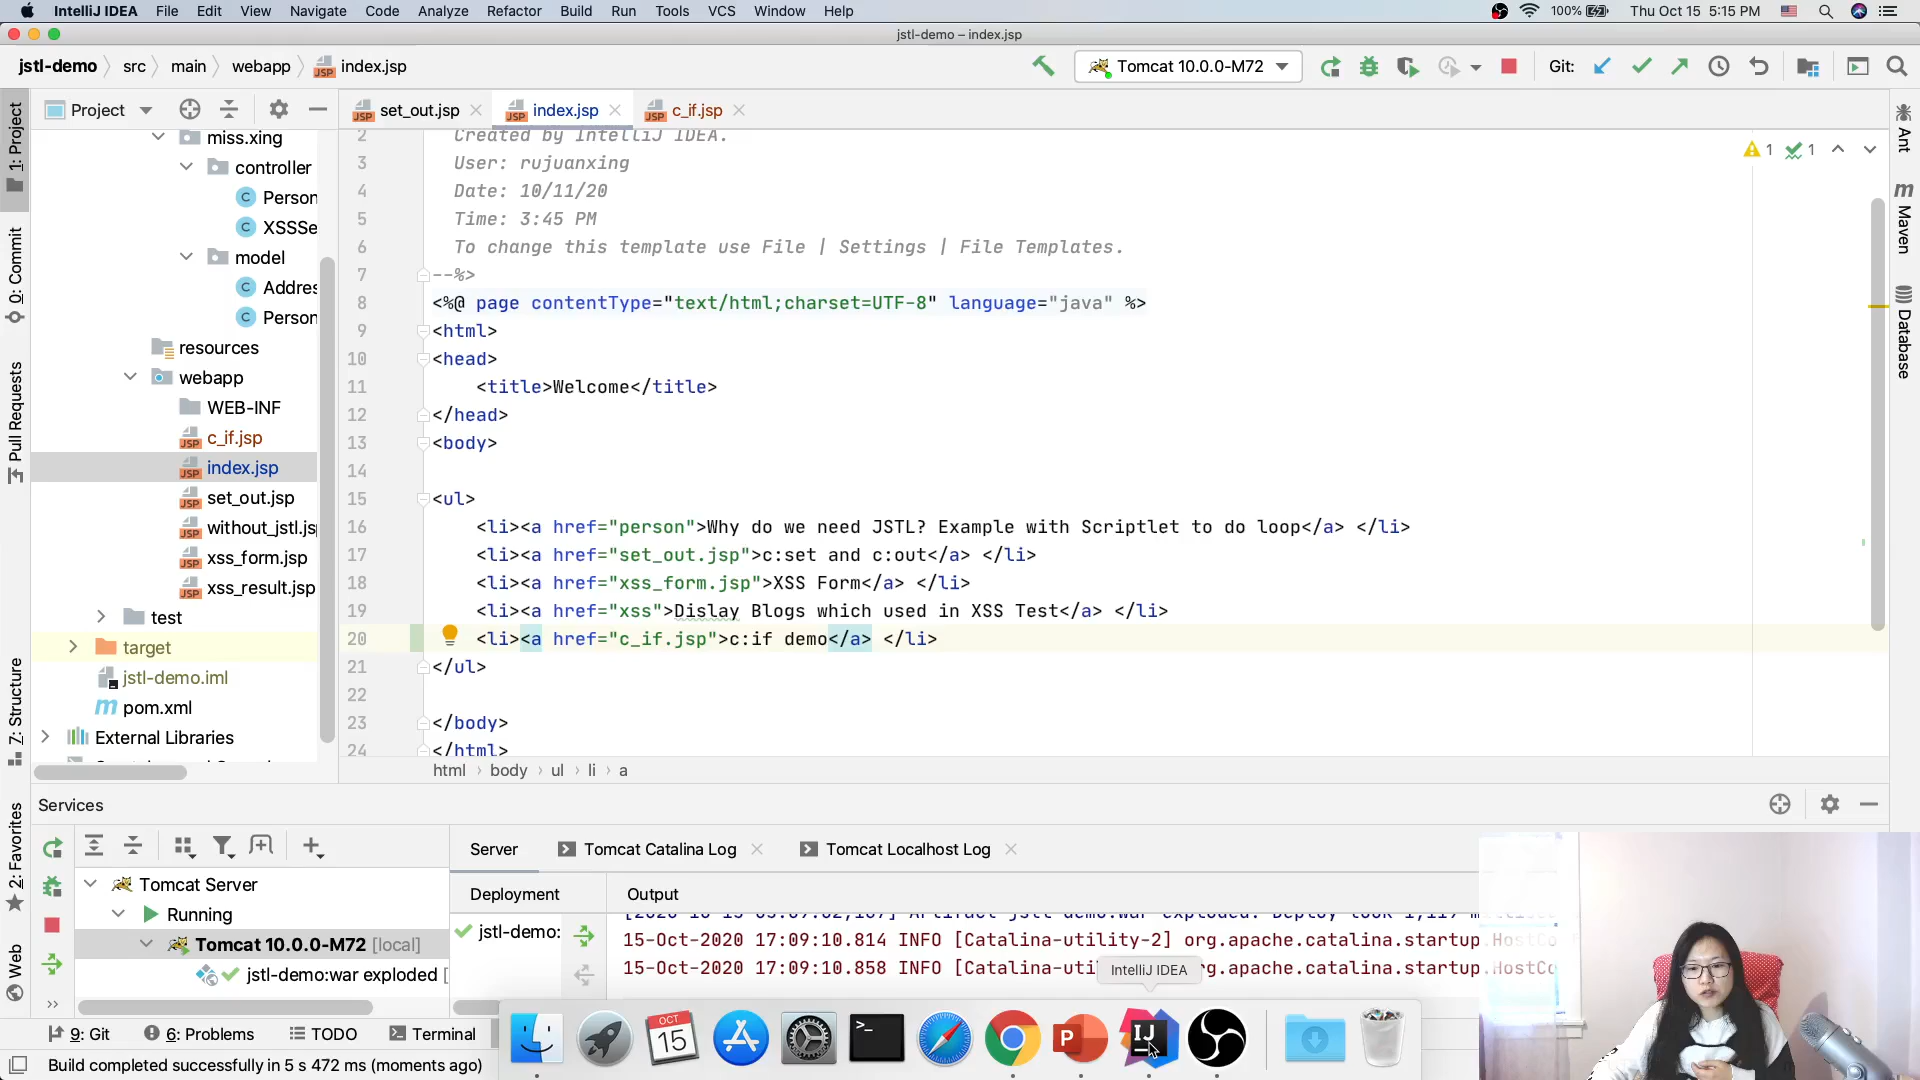 IntelliJ IDEA File Edit View Navigate Code Analyze Refactor Build Run Tools VCS Window Help 100% Thu Oct 15 5:15 PM
jstl-demo – index.jsp
jstl-demo src main webapp index.jsp Tomcat 10.0.0-M72 Git:
Project set_out.jsp index.jsp c_if.jsp
1: Project
0: Commit
Pull Requests
7: Structure
2: Favorites
Web
Ant
Maven
Database
miss.xing
controller
Person
XSSSe
model
Addres
Person
resources
webapp
WEB-INF
c_if.jsp
index.jsp
set_out.jsp
without_jstl.js
xss_form.jsp
xss_result.jsp
test
target
jstl-demo.iml
pom.xml
External Libraries
1 1
2 Created by IntelliJ IDEA.
3 User: rujuanxing
4 Date: 10/11/20
5 Time: 3:45 PM
6 To change this template use File | Settings | File Templates.
7 --%>
8 <%@ page contentType="text/html;charset=UTF-8" language="java" %>
9 <html>
10 <head>
11 <title>Welcome</title>
12 </head>
13 <body>
14
15 <ul>
16 <li><a href="person">Why do we need JSTL? Example with Scriptlet to do loop</a> </li>
17 <li><a href="set_out.jsp">c:set and c:out</a> </li>
18 <li><a href="xss_form.jsp">XSS Form</a> </li>
19 <li><a href="xss">Dislay Blogs which used in XSS Test</a> </li>
20 <li><a href="c_if.jsp">c:if demo</a> </li>
21 </ul>
22
23 </body>
24 </html>
html › body › ul › li › a
Services
Server Tomcat Catalina Log Tomcat Localhost Log
Tomcat Server
Running
Tomcat 10.0.0-M72 [local]
jstl-demo:war exploded [
Deployment Output
jstl-demo:
15-Oct-2020 17:09:10.814 INFO [Catalina-utility-2] org.apache.catalina.startup.HostCo
15-Oct-2020 17:09:10.858 INFO [Catalina-uti rg.apache.catalina.startup.HostCo
IntelliJ IDEA
OCT
15
P
IJ
9: Git 6: Problems TODO Terminal
Build completed successfully in 5 s 472 ms (moments ago)